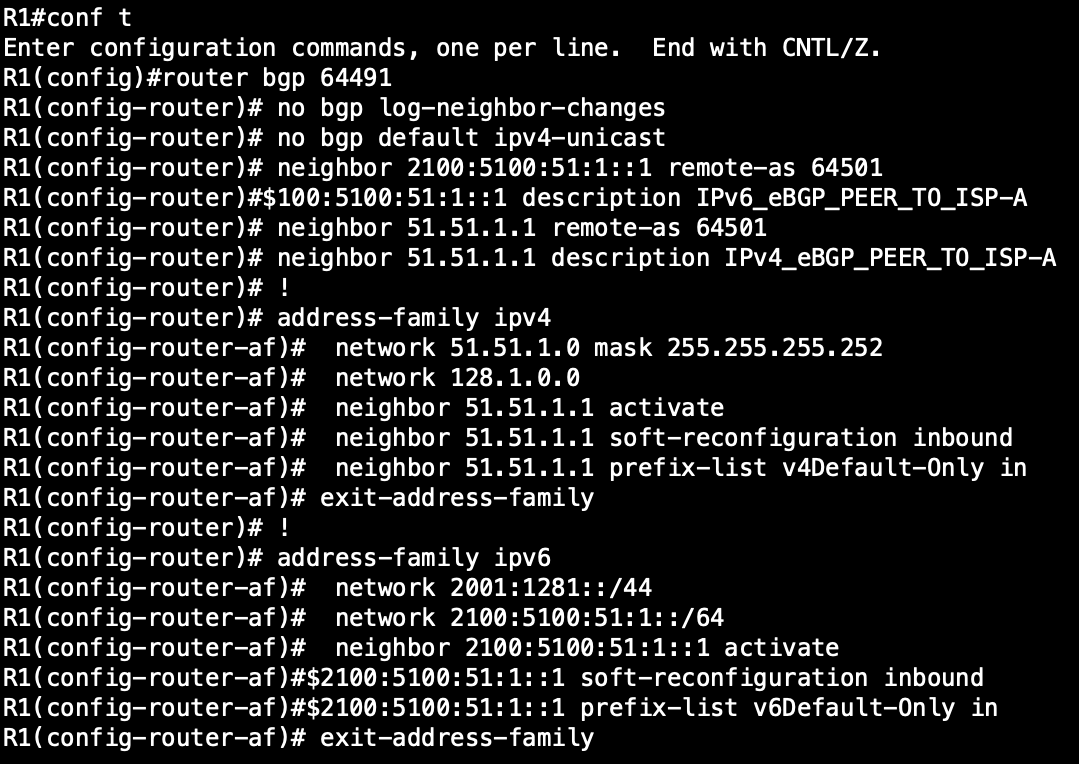 R1#conf t
Enter configuration commands, one per line.  End with CNTL/Z.
R1(config)#router bgp 64491
R1(config-router)# no bgp log-neighbor-changes
R1(config-router)# no bgp default ipv4-unicast
R1(config-router)# neighbor 2100:5100:51:1::1 remote-as 64501
R1(config-router)#$100:5100:51:1::1 description IPv6_eBGP_PEER_TO_ISP-A
R1(config-router)# neighbor 51.51.1.1 remote-as 64501
R1(config-router)# neighbor 51.51.1.1 description IPv4_eBGP_PEER_TO_ISP-A
R1(config-router)# !
R1(config-router)# address-family ipv4
R1(config-router-af)#  network 51.51.1.0 mask 255.255.255.252
R1(config-router-af)#  network 128.1.0.0
R1(config-router-af)#  neighbor 51.51.1.1 activate
R1(config-router-af)#  neighbor 51.51.1.1 soft-reconfiguration inbound
R1(config-router-af)#  neighbor 51.51.1.1 prefix-list v4Default-Only in
R1(config-router-af)# exit-address-family
R1(config-router)# !
R1(config-router)# address-family ipv6
R1(config-router-af)#  network 2001:1281::/44
R1(config-router-af)#  network 2100:5100:51:1::/64
R1(config-router-af)#  neighbor 2100:5100:51:1::1 activate
R1(config-router-af)#$2100:5100:51:1::1 soft-reconfiguration inbound
R1(config-router-af)#$2100:5100:51:1::1 prefix-list v6Default-Only in
R1(config-router-af)# exit-address-family